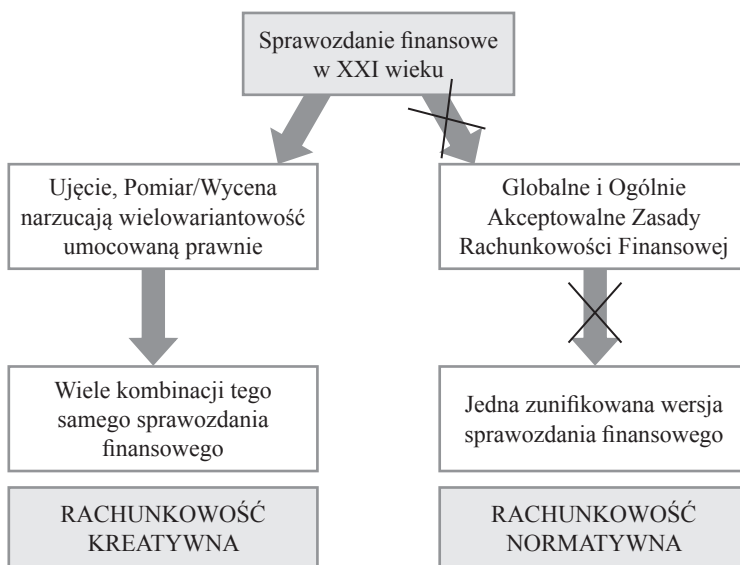 Sprawozdanie finansowe
w XXI wieku
Ujęcie, Pomiar/Wycena
narzucają wielowariantowość
umocowaną prawnie
Globalne i Ogólnie
Akceptowalne Zasady
Rachunkowości Finansowej
Wiele kombinacji tego
samego sprawozdania
finansowego
Jedna zunifikowana wersja
sprawozdania finansowego
RACHUNKOWOŚĆ
KREATYWNA
RACHUNKOWOŚĆ
NORMATYWNA